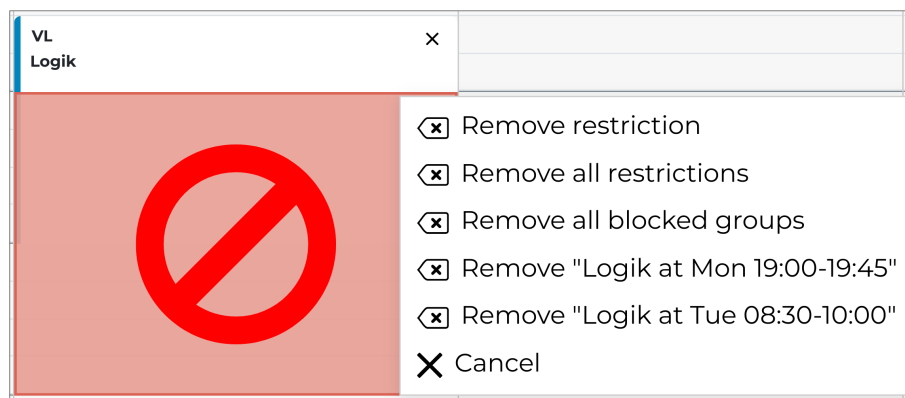 VL
Logik
Remove restriction
Remove all restrictions
Remove all blocked groups
Remove "Logik at Mon 19:00-19:45"
Remove "Logik at Tue 08:30-10:00"
Cancel